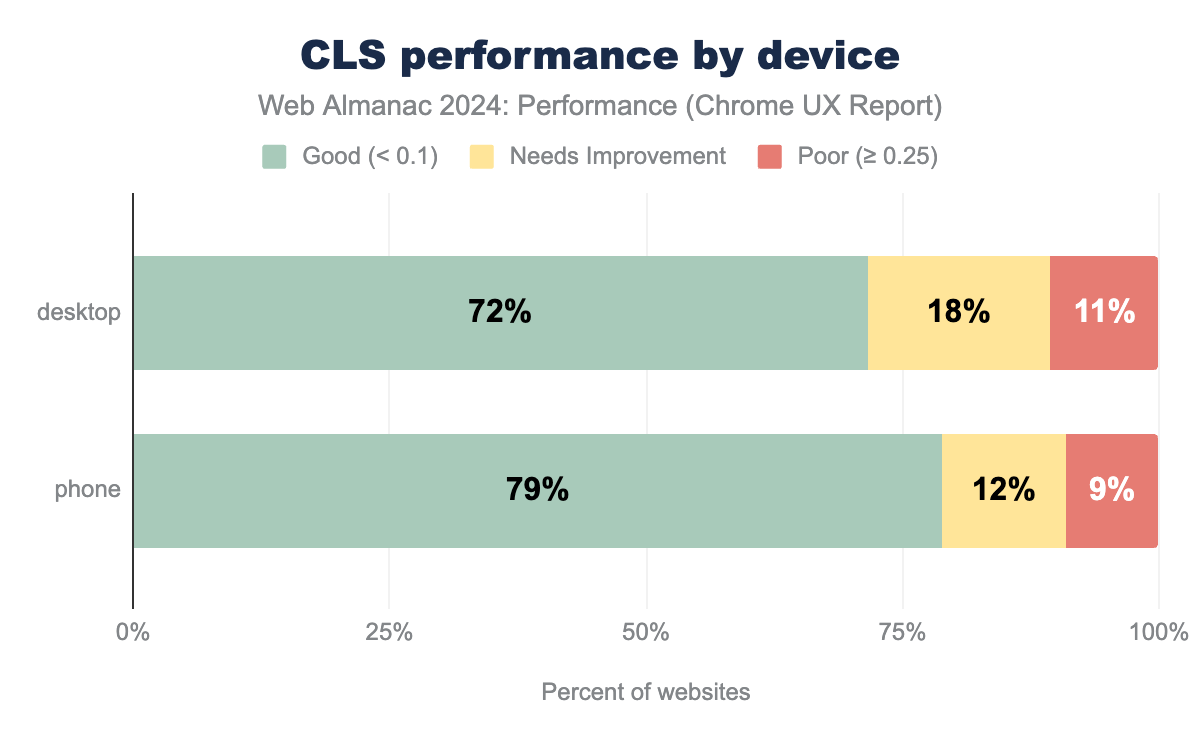 CLS performance by device
Web Almanac 2024: Performance (Chrome UX Report)
Good (< 0.1) Needs Improvement Poor (≥ 0.25)
desktop 72% 18% 11%
phone 79% 12% 9%
0% 25% 50% 75% 100%
Percent of websites